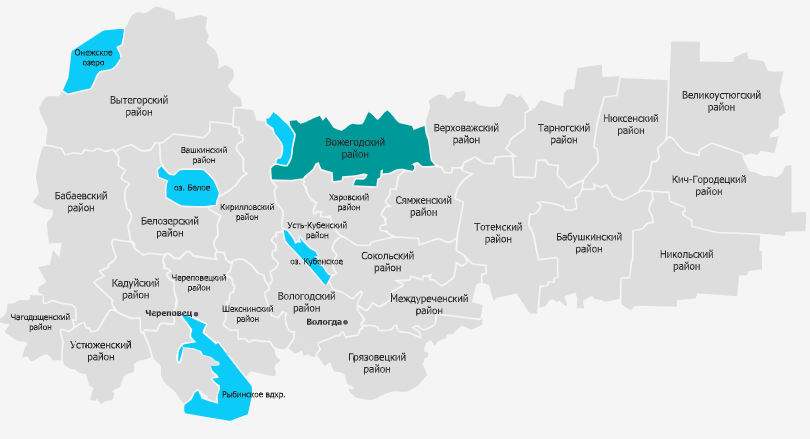 Онежское
озеро
Вытегорский
район
Вашкинский
район
оз. Белое
Бабаевский
район
Белозерский
район
Кирилловский
район
Вожегодский
район
Верховажский
район
Тарногский
район
Нюксенский
район
Великоустюгский
район
Кич-Городецкий
район
Харовский
район
Сямженский
район
Усть-Кубенский
район
Тотемский
район
Бабушкинский
район
Никольский
район
оз. Кубенское
Сокольский
район
Кадуйский
район
Череповецкий
район
Вологодский
район
Междуреченский
район
Шекснинский
район
Череповец
Вологда
Чагодощенский
район
Устюженский
район
Грязовецкий
район
Рыбинское вдхр.